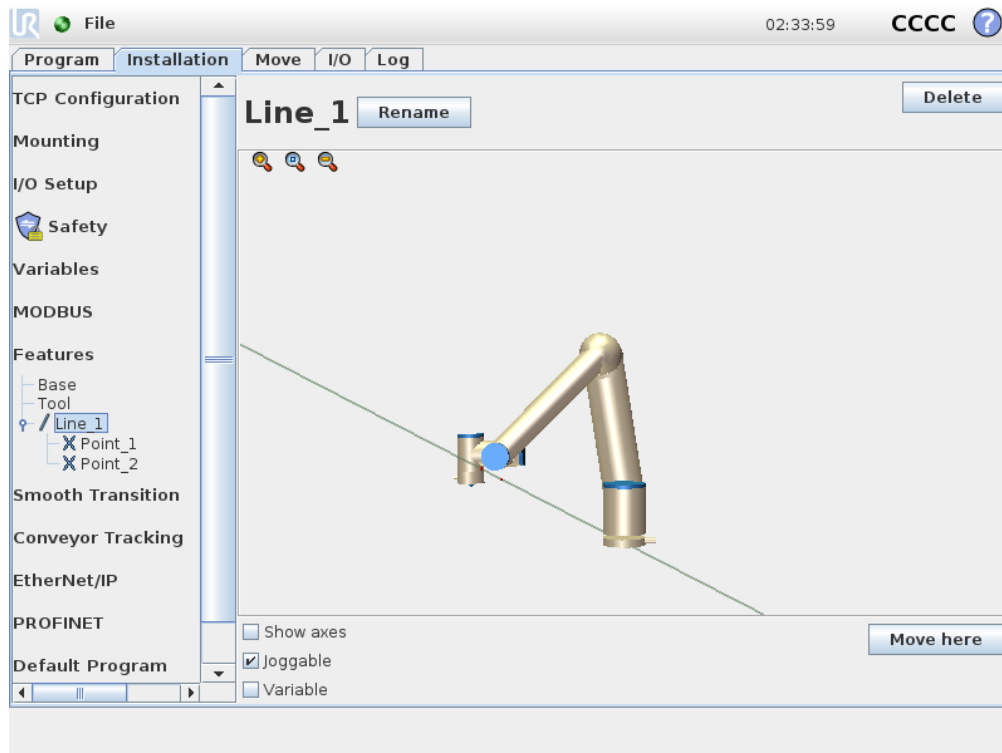 UR File 02:33:59 CCCC ?
Program Installation Move I/O Log
TCP Configuration
Mounting
I/O Setup
Safety
Variables
MODBUS
Features
Base
Tool
Line_1
Point_1
Point_2
Smooth Transition
Conveyor Tracking
EtherNet/IP
PROFINET
Default Program
Line_1 Rename Delete
Show axes
Joggable
Variable
Move here